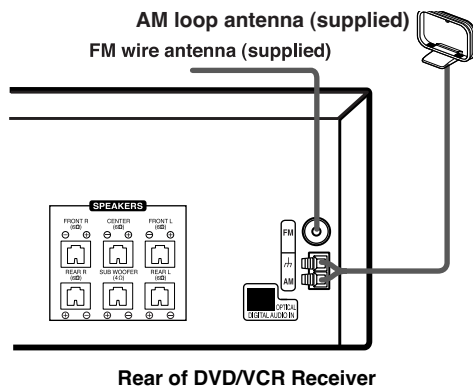 AM loop antenna (supplied)
FM wire antenna (supplied)
SPEAKERS
FRONT R CENTER FRONT L
(6Ω) (6Ω) (6Ω)
REAR R SUB WOOFER REAR L
(6Ω) (4Ω) (6Ω)
FM
AM
OPTICAL
DIGITAL AUDIO IN
Rear of DVD/VCR Receiver